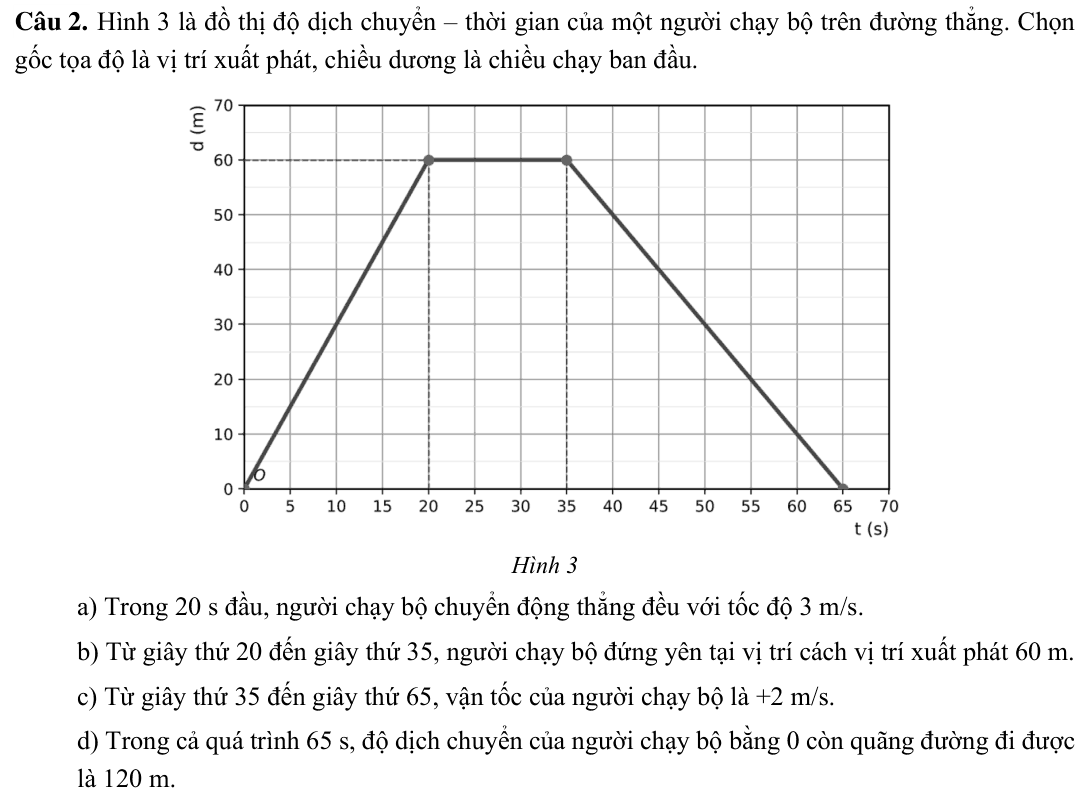 Câu 2. Hình 3 là đồ thị độ dịch chuyển – thời gian của một người chạy bộ trên đường thẳng. Chọn
gốc tọa độ là vị trí xuất phát, chiều dương là chiều chạy ban đầu.
d (m)
70
60
50
40
30
20
10
0
O
0 5 10 15 20 25 30 35 40 45 50 55 60 65 70
t (s)
Hình 3
a) Trong 20 s đầu, người chạy bộ chuyển động thẳng đều với tốc độ 3 m/s.
b) Từ giây thứ 20 đến giây thứ 35, người chạy bộ đứng yên tại vị trí cách vị trí xuất phát 60 m.
c) Từ giây thứ 35 đến giây thứ 65, vận tốc của người chạy bộ là +2 m/s.
d) Trong cả quá trình 65 s, độ dịch chuyển của người chạy bộ bằng 0 còn quãng đường đi được
là 120 m.